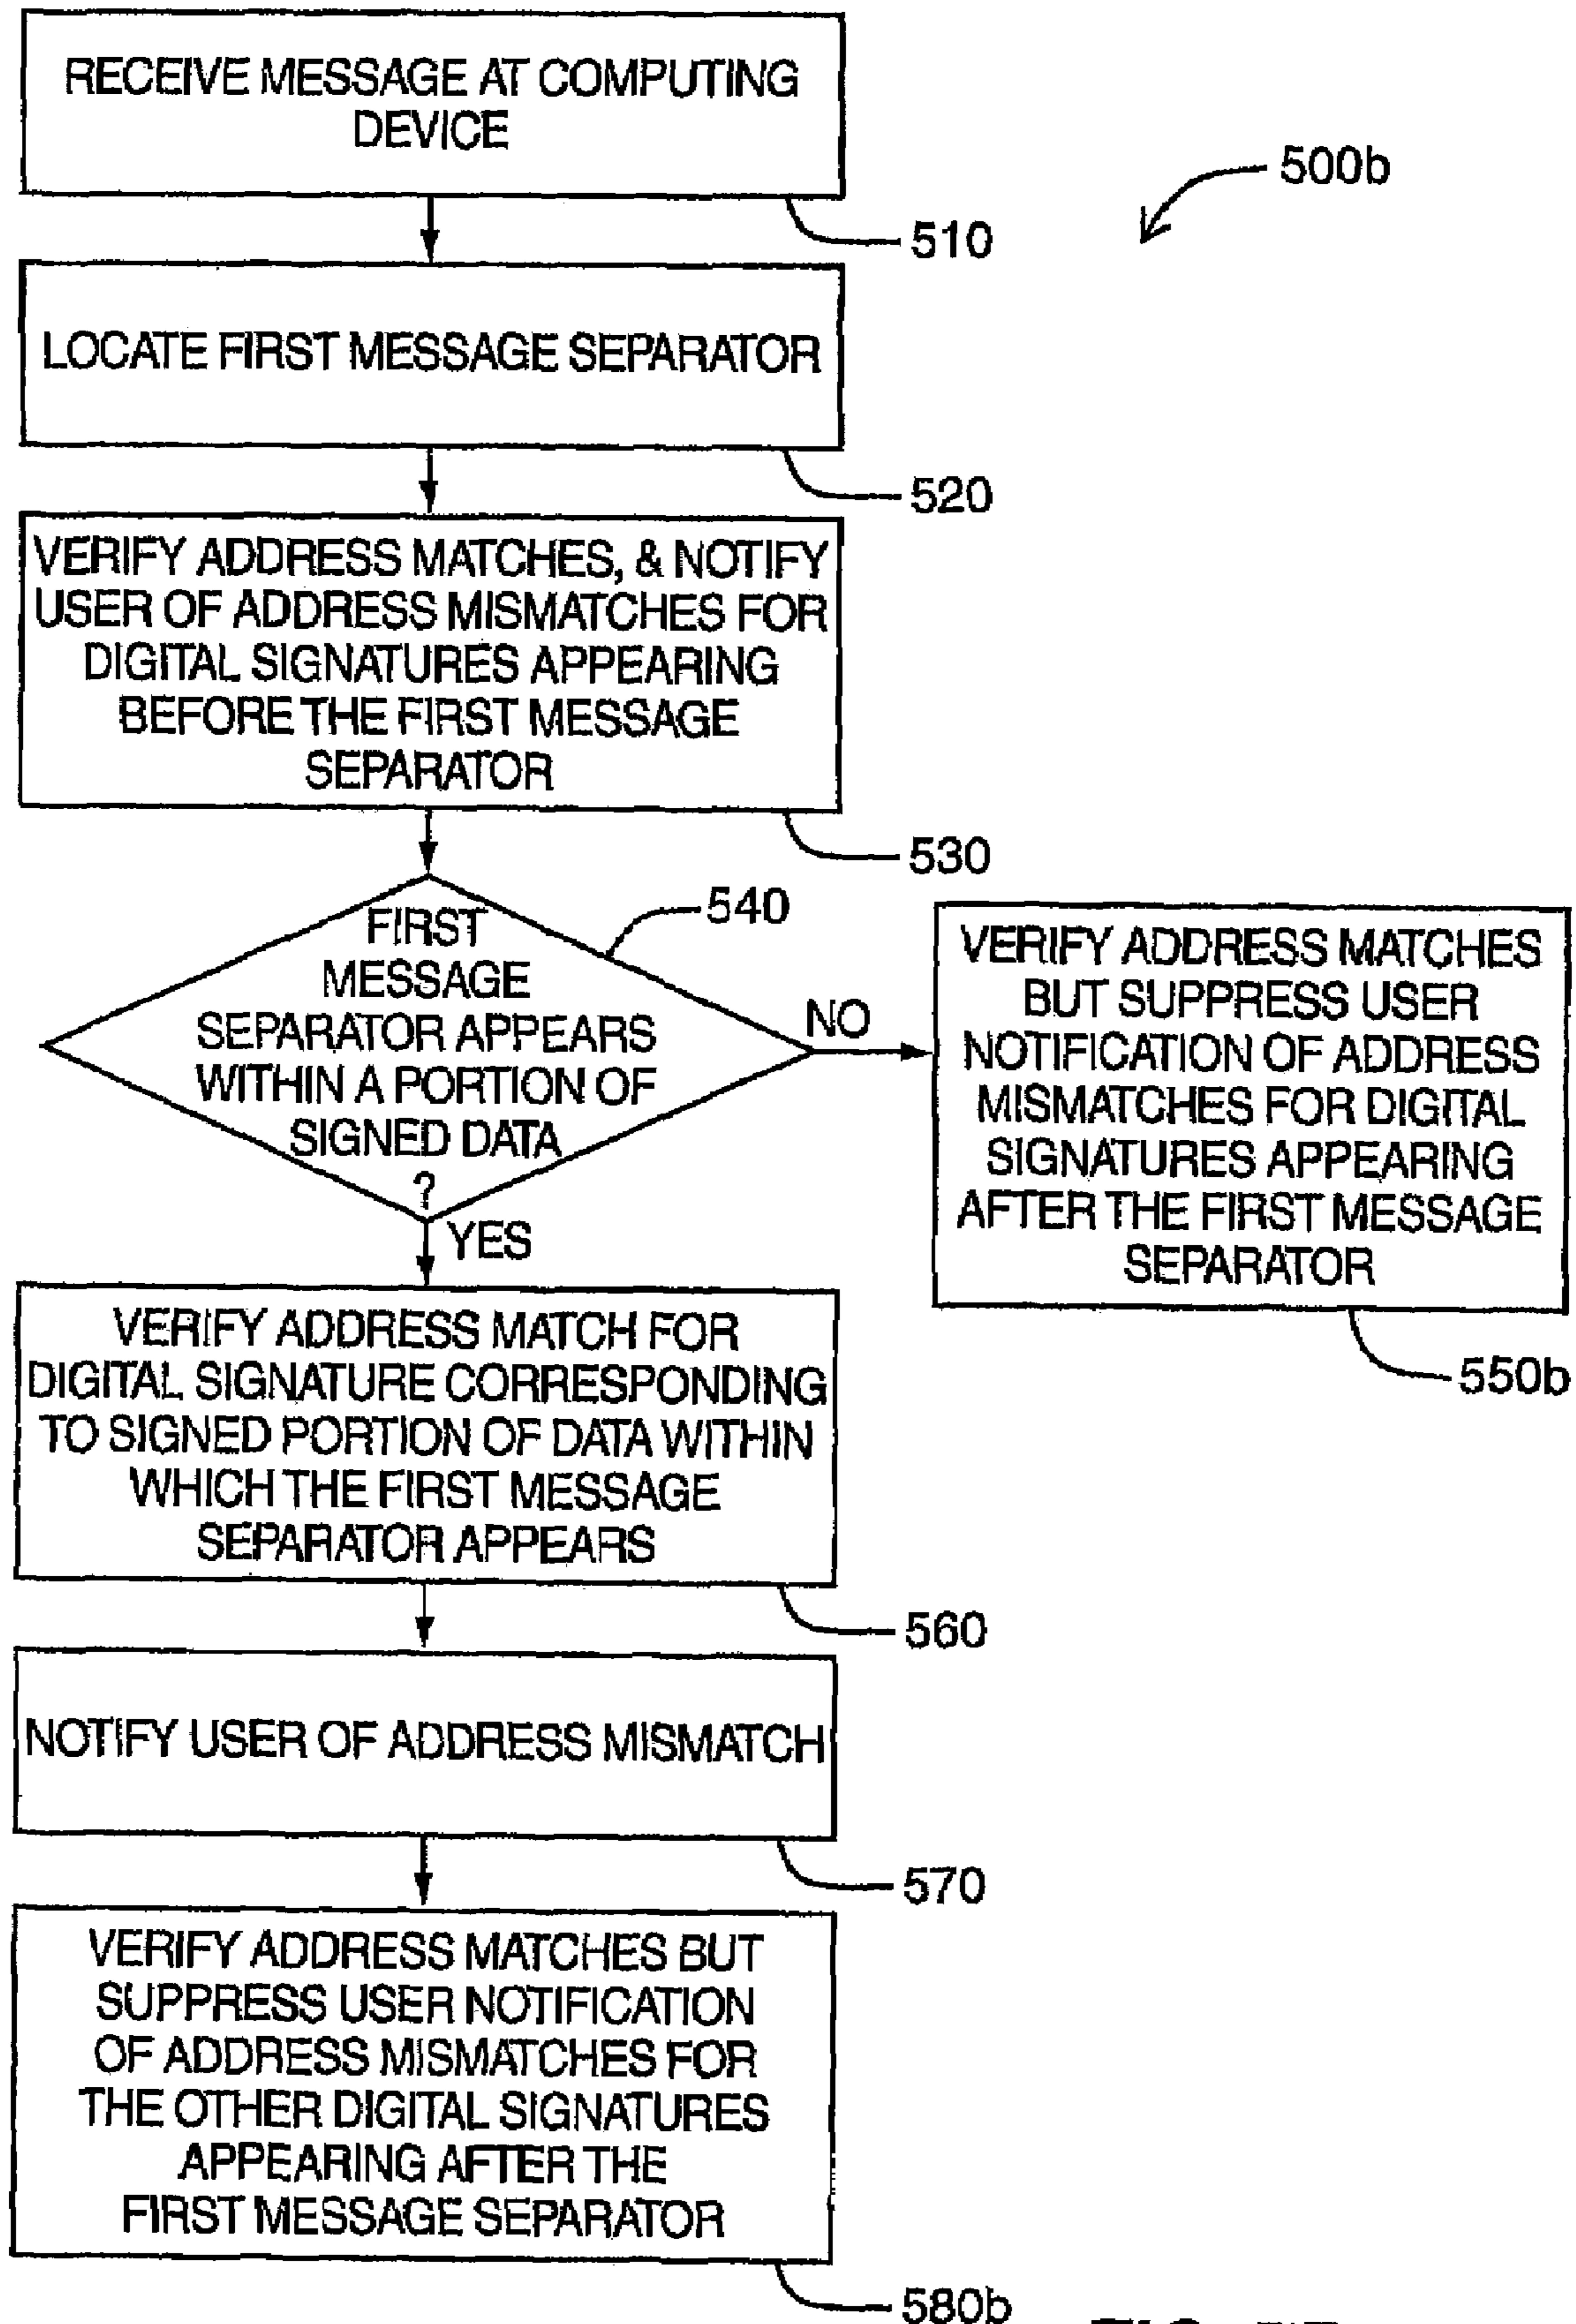 RECEIVE MESSAGE AT COMPUTING
DEVICE
500b
510
LOCATE FIRST MESSAGE SEPARATOR
520
VERIFY ADDRESS MATCHES, & NOTIFY
USER OF ADDRESS MISMATCHES FOR
DIGITAL SIGNATURES APPEARING
BEFORE THE FIRST MESSAGE
SEPARATOR
530
FIRST
MESSAGE
SEPARATOR APPEARS
WITHIN A PORTION OF
SIGNED DATA
?
540
NO
VERIFY ADDRESS MATCHES
BUT SUPPRESS USER
NOTIFICATION OF ADDRESS
MISMATCHES FOR DIGITAL
SIGNATURES APPEARING
AFTER THE FIRST MESSAGE
SEPARATOR
550b
YES
VERIFY ADDRESS MATCH FOR
DIGITAL SIGNATURE CORRESPONDING
TO SIGNED PORTION OF DATA WITHIN
WHICH THE FIRST MESSAGE
SEPARATOR APPEARS
560
NOTIFY USER OF ADDRESS MISMATCH
570
VERIFY ADDRESS MATCHES BUT
SUPPRESS USER NOTIFICATION
OF ADDRESS MISMATCHES FOR
THE OTHER DIGITAL SIGNATURES
APPEARING AFTER THE
FIRST MESSAGE SEPARATOR
580b